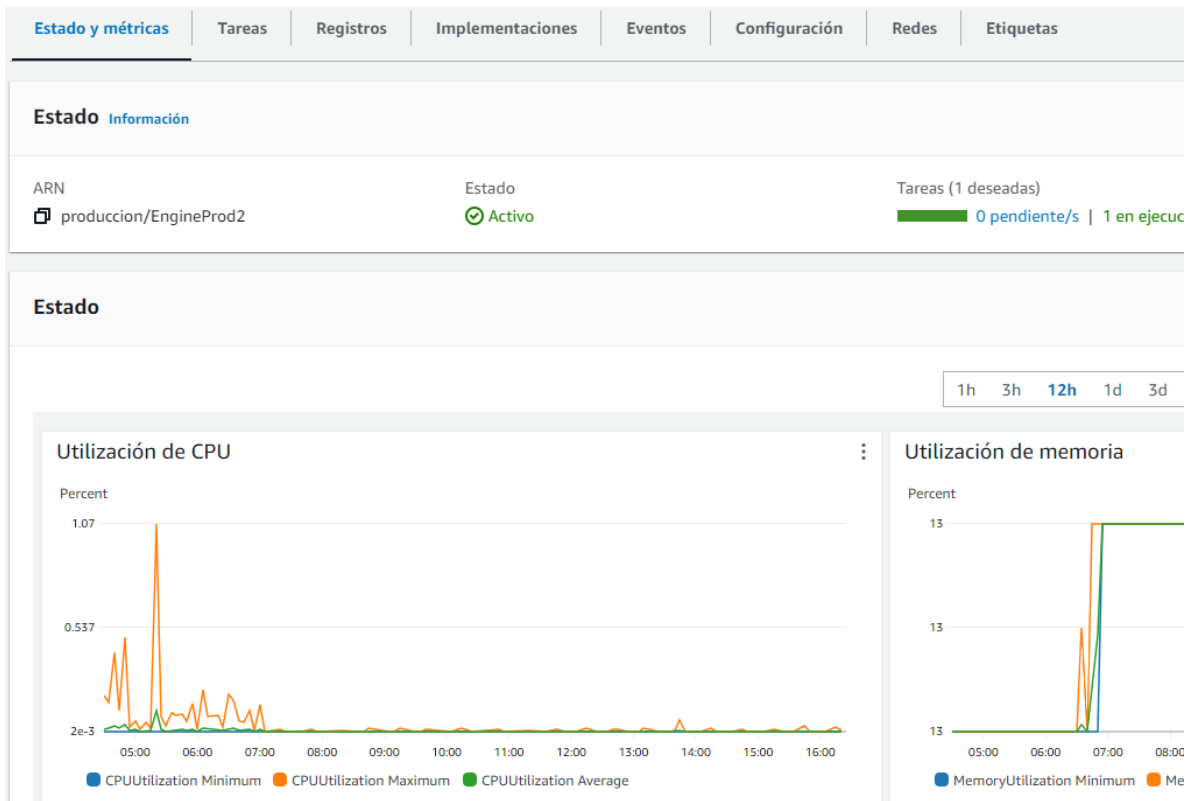 Estado y métricas Tareas Registros Implementaciones Eventos Configuración Redes Etiquetas
Estado Información
ARN Estado Tareas (1 deseadas)
produccion/EngineProd2 Activo 0 pendiente/s | 1 en ejecuc
Estado
1h 3h 12h 1d 3d
Utilización de CPU Utilización de memoria
Percent Percent
1.07 13
0.537 13
2e-3 13
05:00 06:00 07:00 08:00 09:00 10:00 11:00 12:00 13:00 14:00 15:00 16:00 05:00 06:00 07:00 08:00
CPUUtilization Minimum CPUUtilization Maximum CPUUtilization Average MemoryUtilization Minimum Me